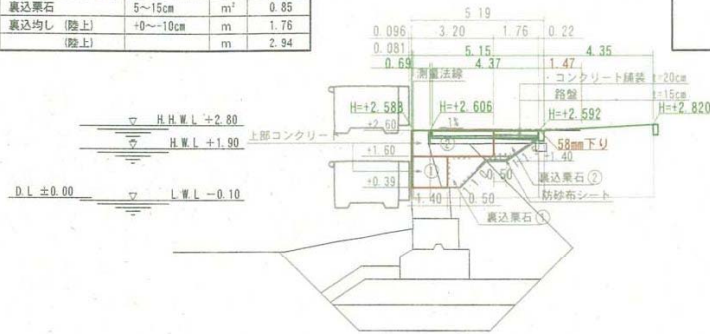 裏込栗石 5~15cm m² 0.85
裏込均し (陸上) +0~-10cm m 1.76
(陸上) m 2.94
5.19
0.096 3.20 1.76 0.22
0.081 5.15 4.35
0.69 4.37 1.47
測量法線
コンクリート舗装 t=20cm
路盤 t=15cm
H=+2.588 H=+2.606 H=+2.592 H=+2.820
H.H.W.L +2.80
+2.60 1%
上部コンクリート ② 58mm下り
H.W.L +1.90
+1.60 1:1 +1.40
① 0.50 裏込栗石②
+0.39 防砂布シート
D.L ±0.00 L.W.L -0.10
1.40 0.50 裏込栗石①